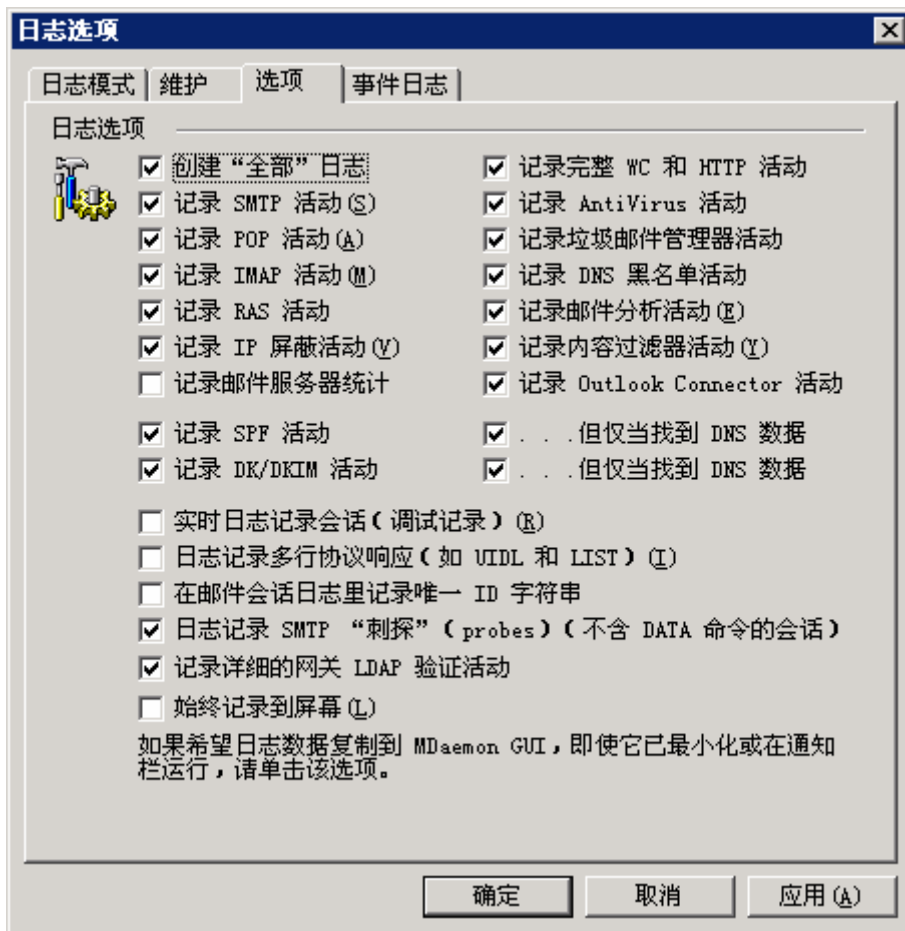 日志选项
日志模式 维护 选项 事件日志
日志选项
创建“全部”日志 记录完整 WC 和 HTTP 活动
记录 SMTP 活动(S) 记录 AntiVirus 活动
记录 POP 活动(A) 记录垃圾邮件管理器活动
记录 IMAP 活动(M) 记录 DNS 黑名单活动
记录 RAS 活动 记录邮件分析活动(E)
记录 IP 屏蔽活动(V) 记录内容过滤器活动(Y)
记录邮件服务器统计 记录 Outlook Connector 活动
记录 SPF 活动 . . .但仅当找到 DNS 数据
记录 DK/DKIM 活动 . . .但仅当找到 DNS 数据
实时日志记录会话(调试记录)(R)
日志记录多行协议响应(如 UIDL 和 LIST)(I)
在邮件会话日志里记录唯一 ID 字符串
日志记录 SMTP “刺探”(probes)(不含 DATA 命令的会话)
记录详细的网关 LDAP 验证活动
始终记录到屏幕(L)
如果希望日志数据复制到 MDaemon GUI，即使它已最小化或在通知
栏运行，请单击该选项。
确定 取消 应用(A)